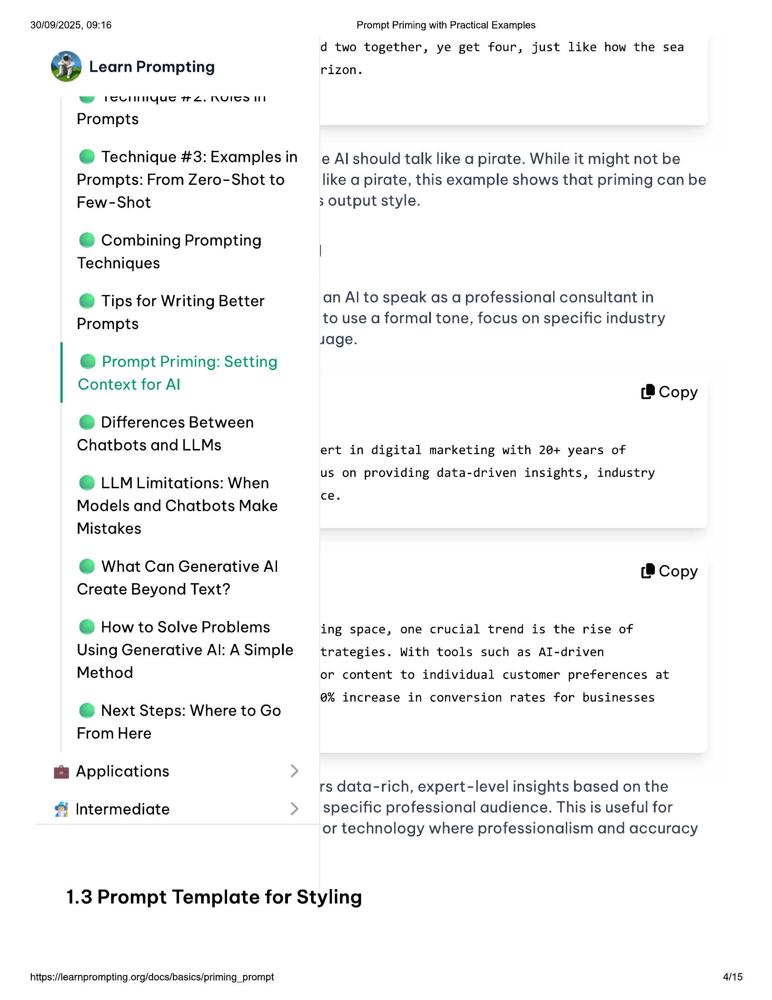 30/09/2025, 09:16
Prompt Priming with Practical Examples
Learn Prompting
Technique #2: Roles in
Prompts
Technique #3: Examples in
Prompts: From Zero-Shot to
Few-Shot
Combining Prompting
Techniques
Tips for Writing Better
Prompts
Prompt Priming: Setting
Context for AI
Differences Between
Chatbots and LLMs
LLM Limitations: When
Models and Chatbots Make
Mistakes
What Can Generative AI
Create Beyond Text?
How to Solve Problems
Using Generative AI: A Simple
Method
Next Steps: Where to Go
From Here
Applications
Intermediate
d two together, ye get four, just like how the sea
rizon.
e AI should talk like a pirate. While it might not be
like a pirate, this example shows that priming can be
s output style.
an AI to speak as a professional consultant in
to use a formal tone, focus on specific industry
uage.
Copy
ert in digital marketing with 20+ years of
us on providing data-driven insights, industry
ce.
Copy
ing space, one crucial trend is the rise of
trategies. With tools such as AI-driven
or content to individual customer preferences at
0% increase in conversion rates for businesses
rs data-rich, expert-level insights based on the
specific professional audience. This is useful for
or technology where professionalism and accuracy
1.3 Prompt Template for Styling
https://learnprompting.org/docs/basics/priming_prompt
4/15